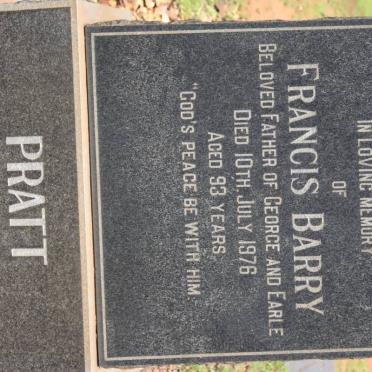 IN LOVING MEMORY
OF
FRANCIS BARRY
BELOVED FATHER OF GEORGE AND EARLE
DIED 10TH JULY 1976
AGED 93 YEARS
"GOD'S PEACE BE WITH HIM
PRATT